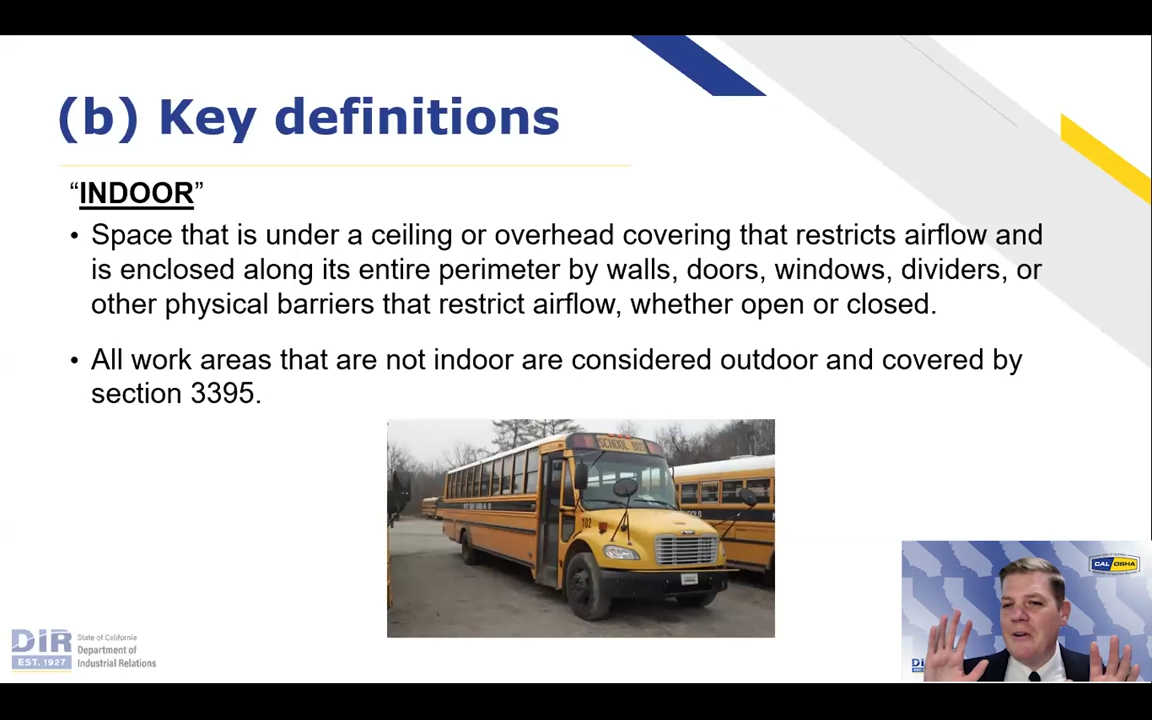 (b) Key definitions
“INDOOR”
• Space that is under a ceiling or overhead covering that restricts airflow and
is enclosed along its entire perimeter by walls, doors, windows, dividers, or
other physical barriers that restrict airflow, whether open or closed.
• All work areas that are not indoor are considered outdoor and covered by
section 3395.
SCHOOL BUS
102
OOLS
DIR
EST. 1927
State of California
Department of
Industrial Relations
CAL OSHA
DI